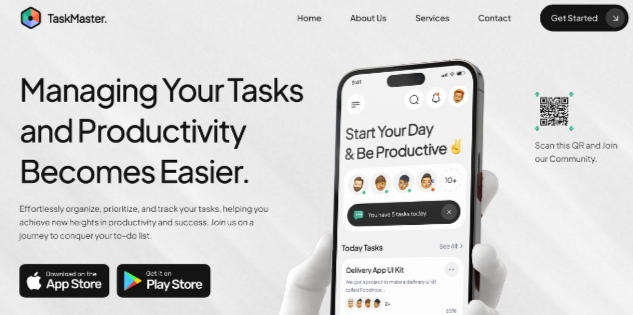 TaskMaster.
Home
About Us
Services
Contact
Get Started
Managing Your Tasks
and Productivity
Becomes Easier.
Effortlessly organize, prioritize, and track your tasks, helping you
achieve new heights in productivity and success. Join us on a
journey to conquer your to-do list.
Download on the
App Store
Get it on
Play Store
9:41
Start Your Day
& Be Productive ✌️
10+
You have 5 tasks today
Today Tasks
See All
Delivery App UI Kit
We got a project to make a delivery UI kit
called Foodnow...
2+
65%
Scan this QR and Join
our Community.